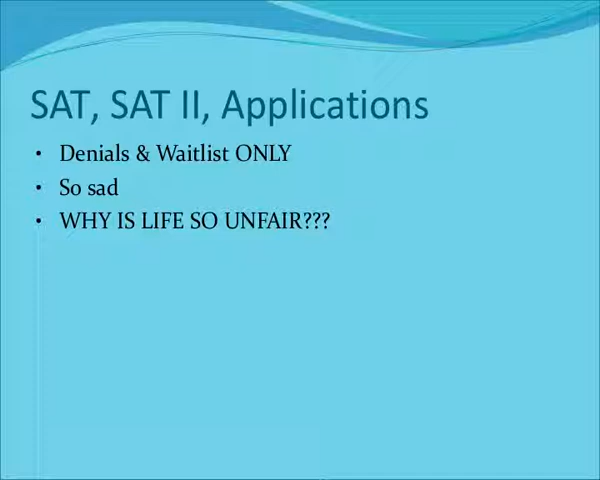 SAT, SAT II, Applications
• Denials & Waitlist ONLY
• So sad
• WHY IS LIFE SO UNFAIR???